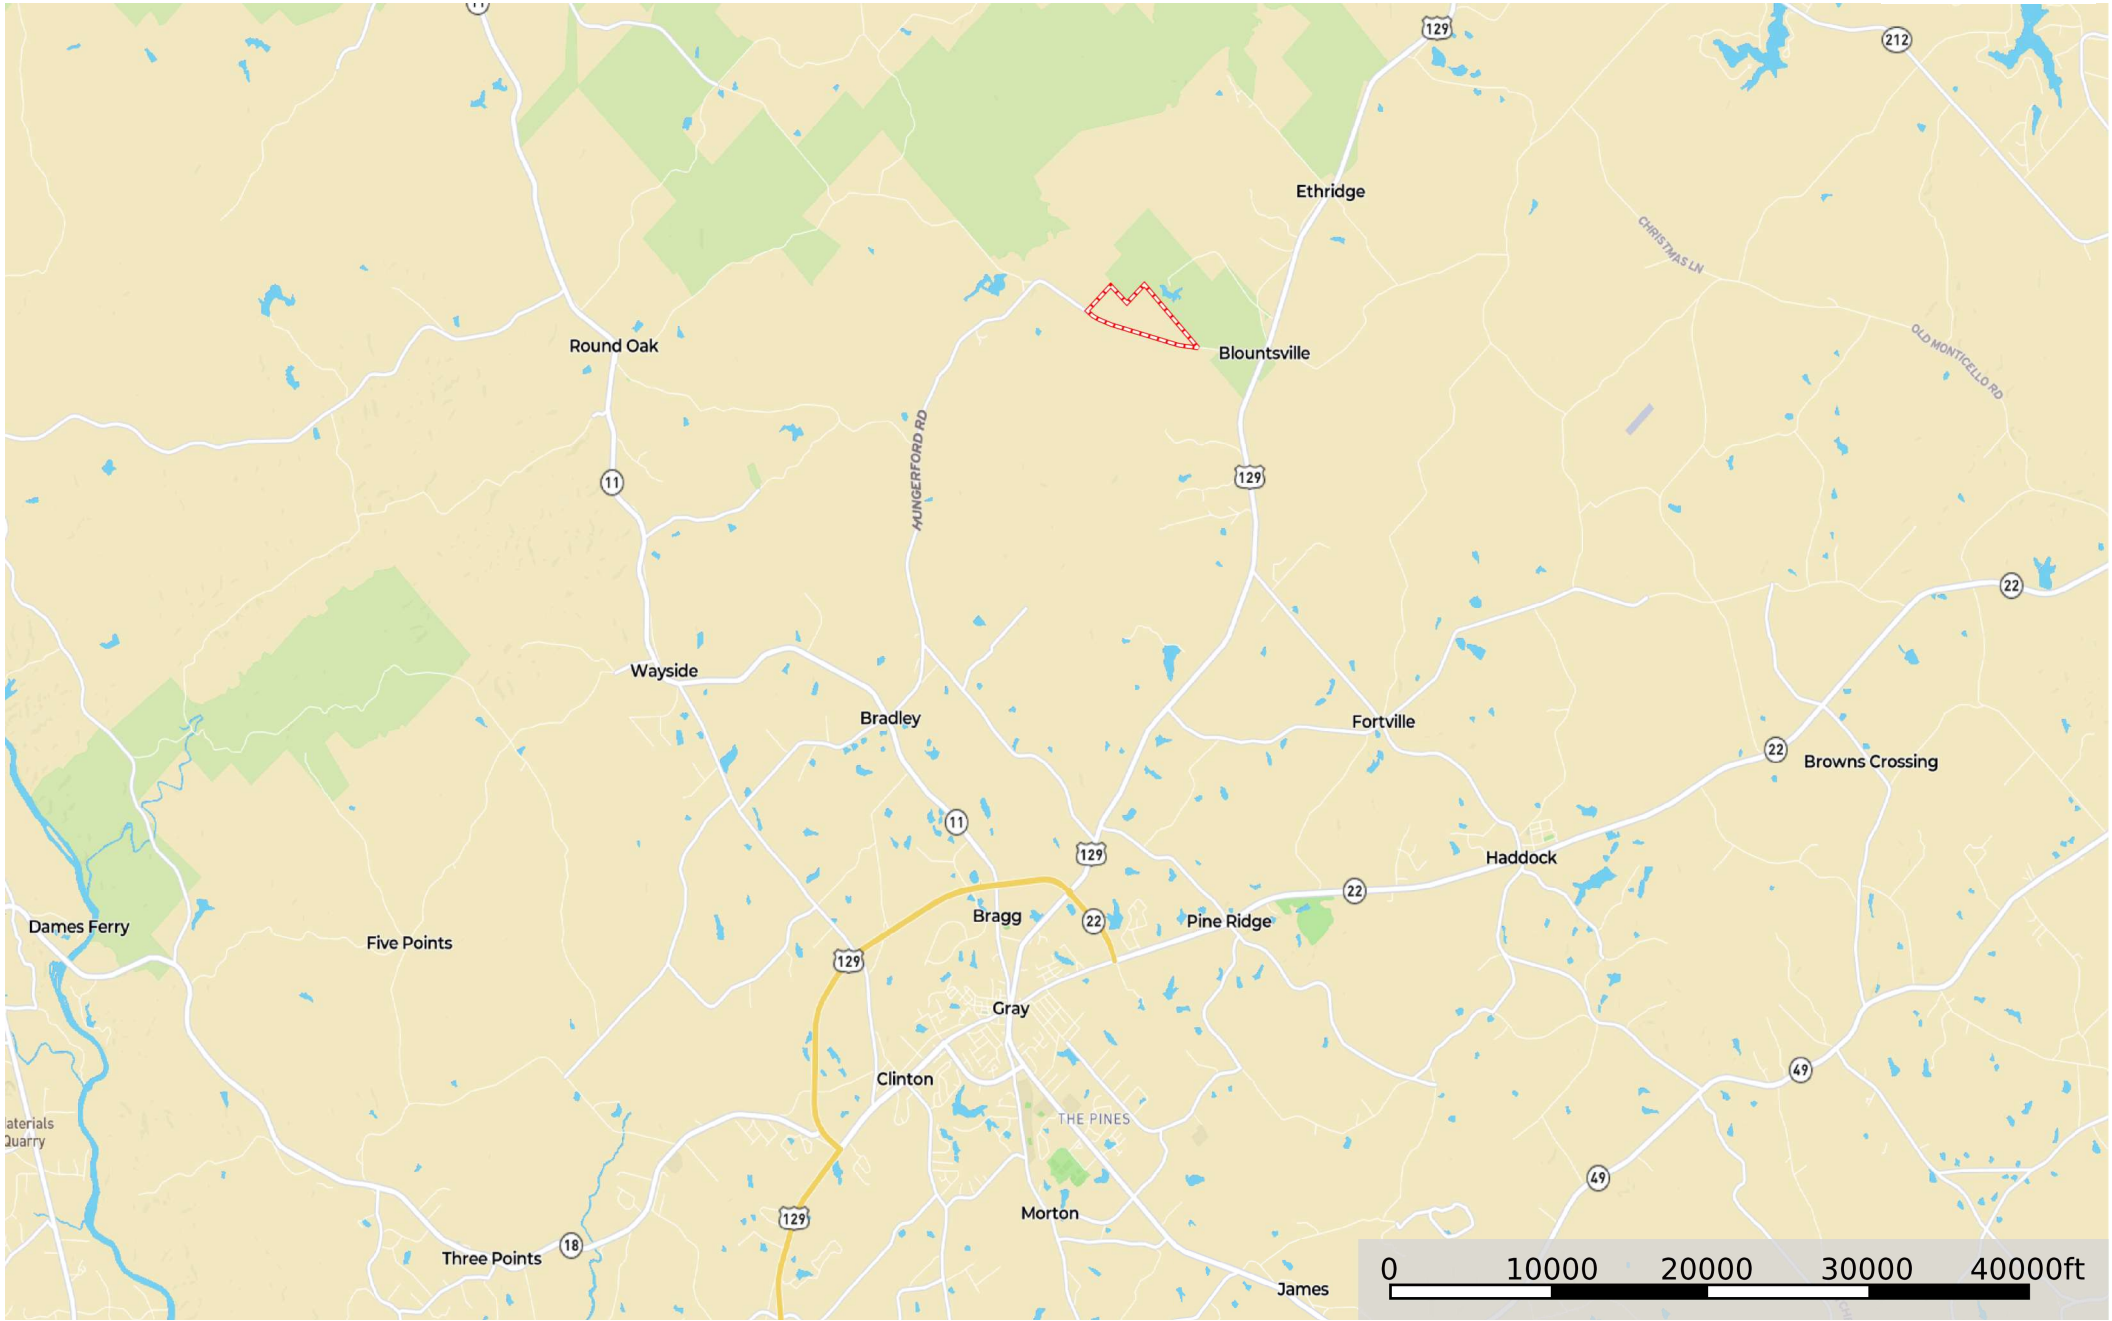 11
129
212
Ethridge
CHRISTMAS LN
OLD MONTICELLO RD
Round Oak
Blountsville
HUNGERFORD RD
11
129
22
Wayside
Bradley
Fortville
22
Browns Crossing
11
129
Haddock
22
Bragg
22
Pine Ridge
Dames Ferry
Five Points
129
Gray
49
Clinton
THE PINES
aterials
Quarry
49
Morton
129
18
Three Points
James
0 10000 20000 30000 40000ft